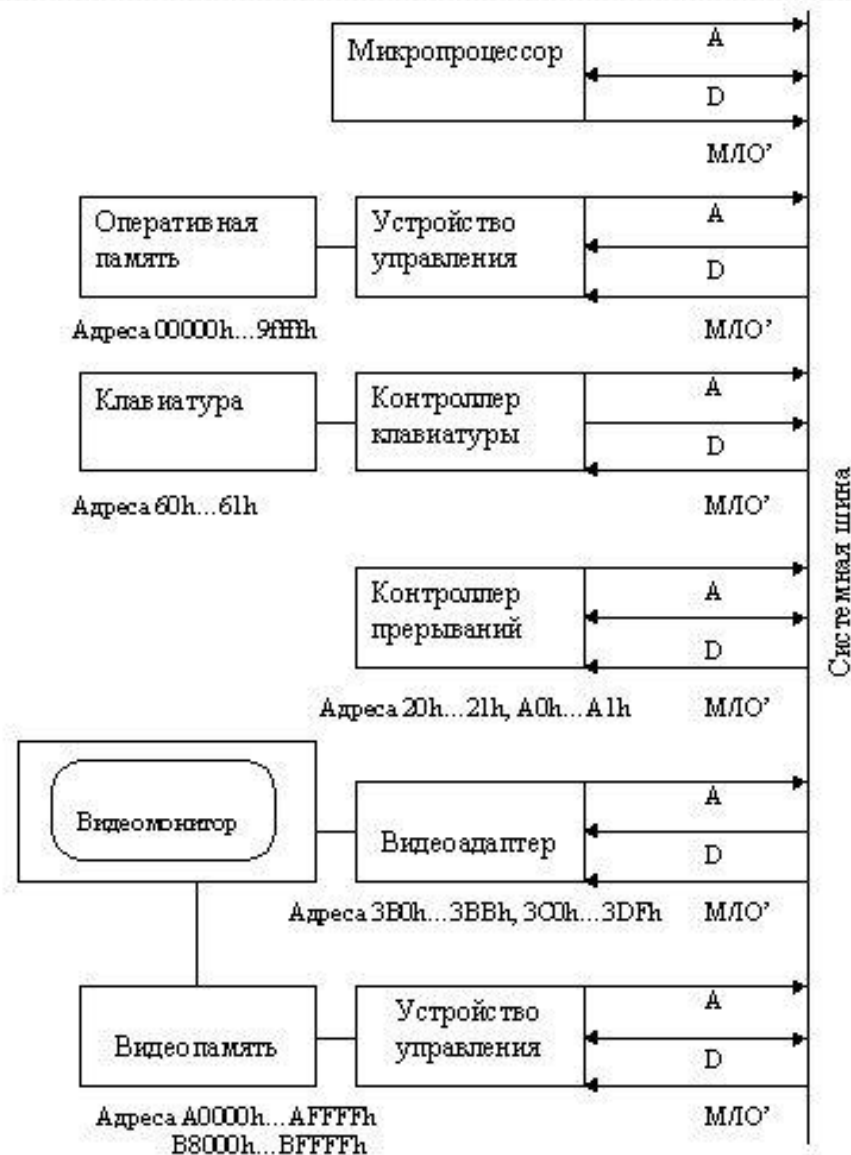 Микропроцессор
A
D
М/IO’
Оперативная
память
Устройство
управления
A
D
Адреса 00000h...9ffffh
М/IO’
Клавиатура
Контроллер
клавиатуры
A
D
Адреса 60h...61h
М/IO’
Системная шина
Контроллер
прерываний
A
D
Адреса 20h...21h, A0h...A1h
М/IO’
Видеомонитор
Видеоадаптер
A
D
Адреса 3B0h...3BBh, 3C0h...3DFh
М/IO’
Видеопамять
Устройство
управления
A
D
Адреса A0000h...AFFFFh
B8000h...BFFFFh
М/IO’